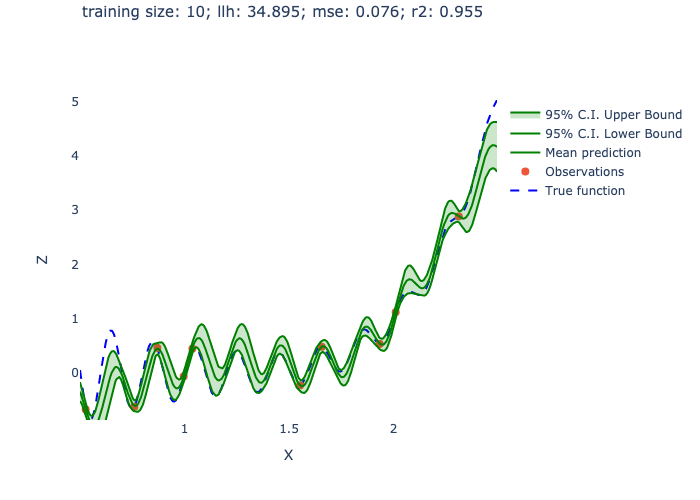 training size: 10; llh: 34.895; mse: 0.076; r2: 0.955
5
4
3
2
1
0
Z
1
1.5
2
X
95% C.I. Upper Bound
95% C.I. Lower Bound
Mean prediction
Observations
True function